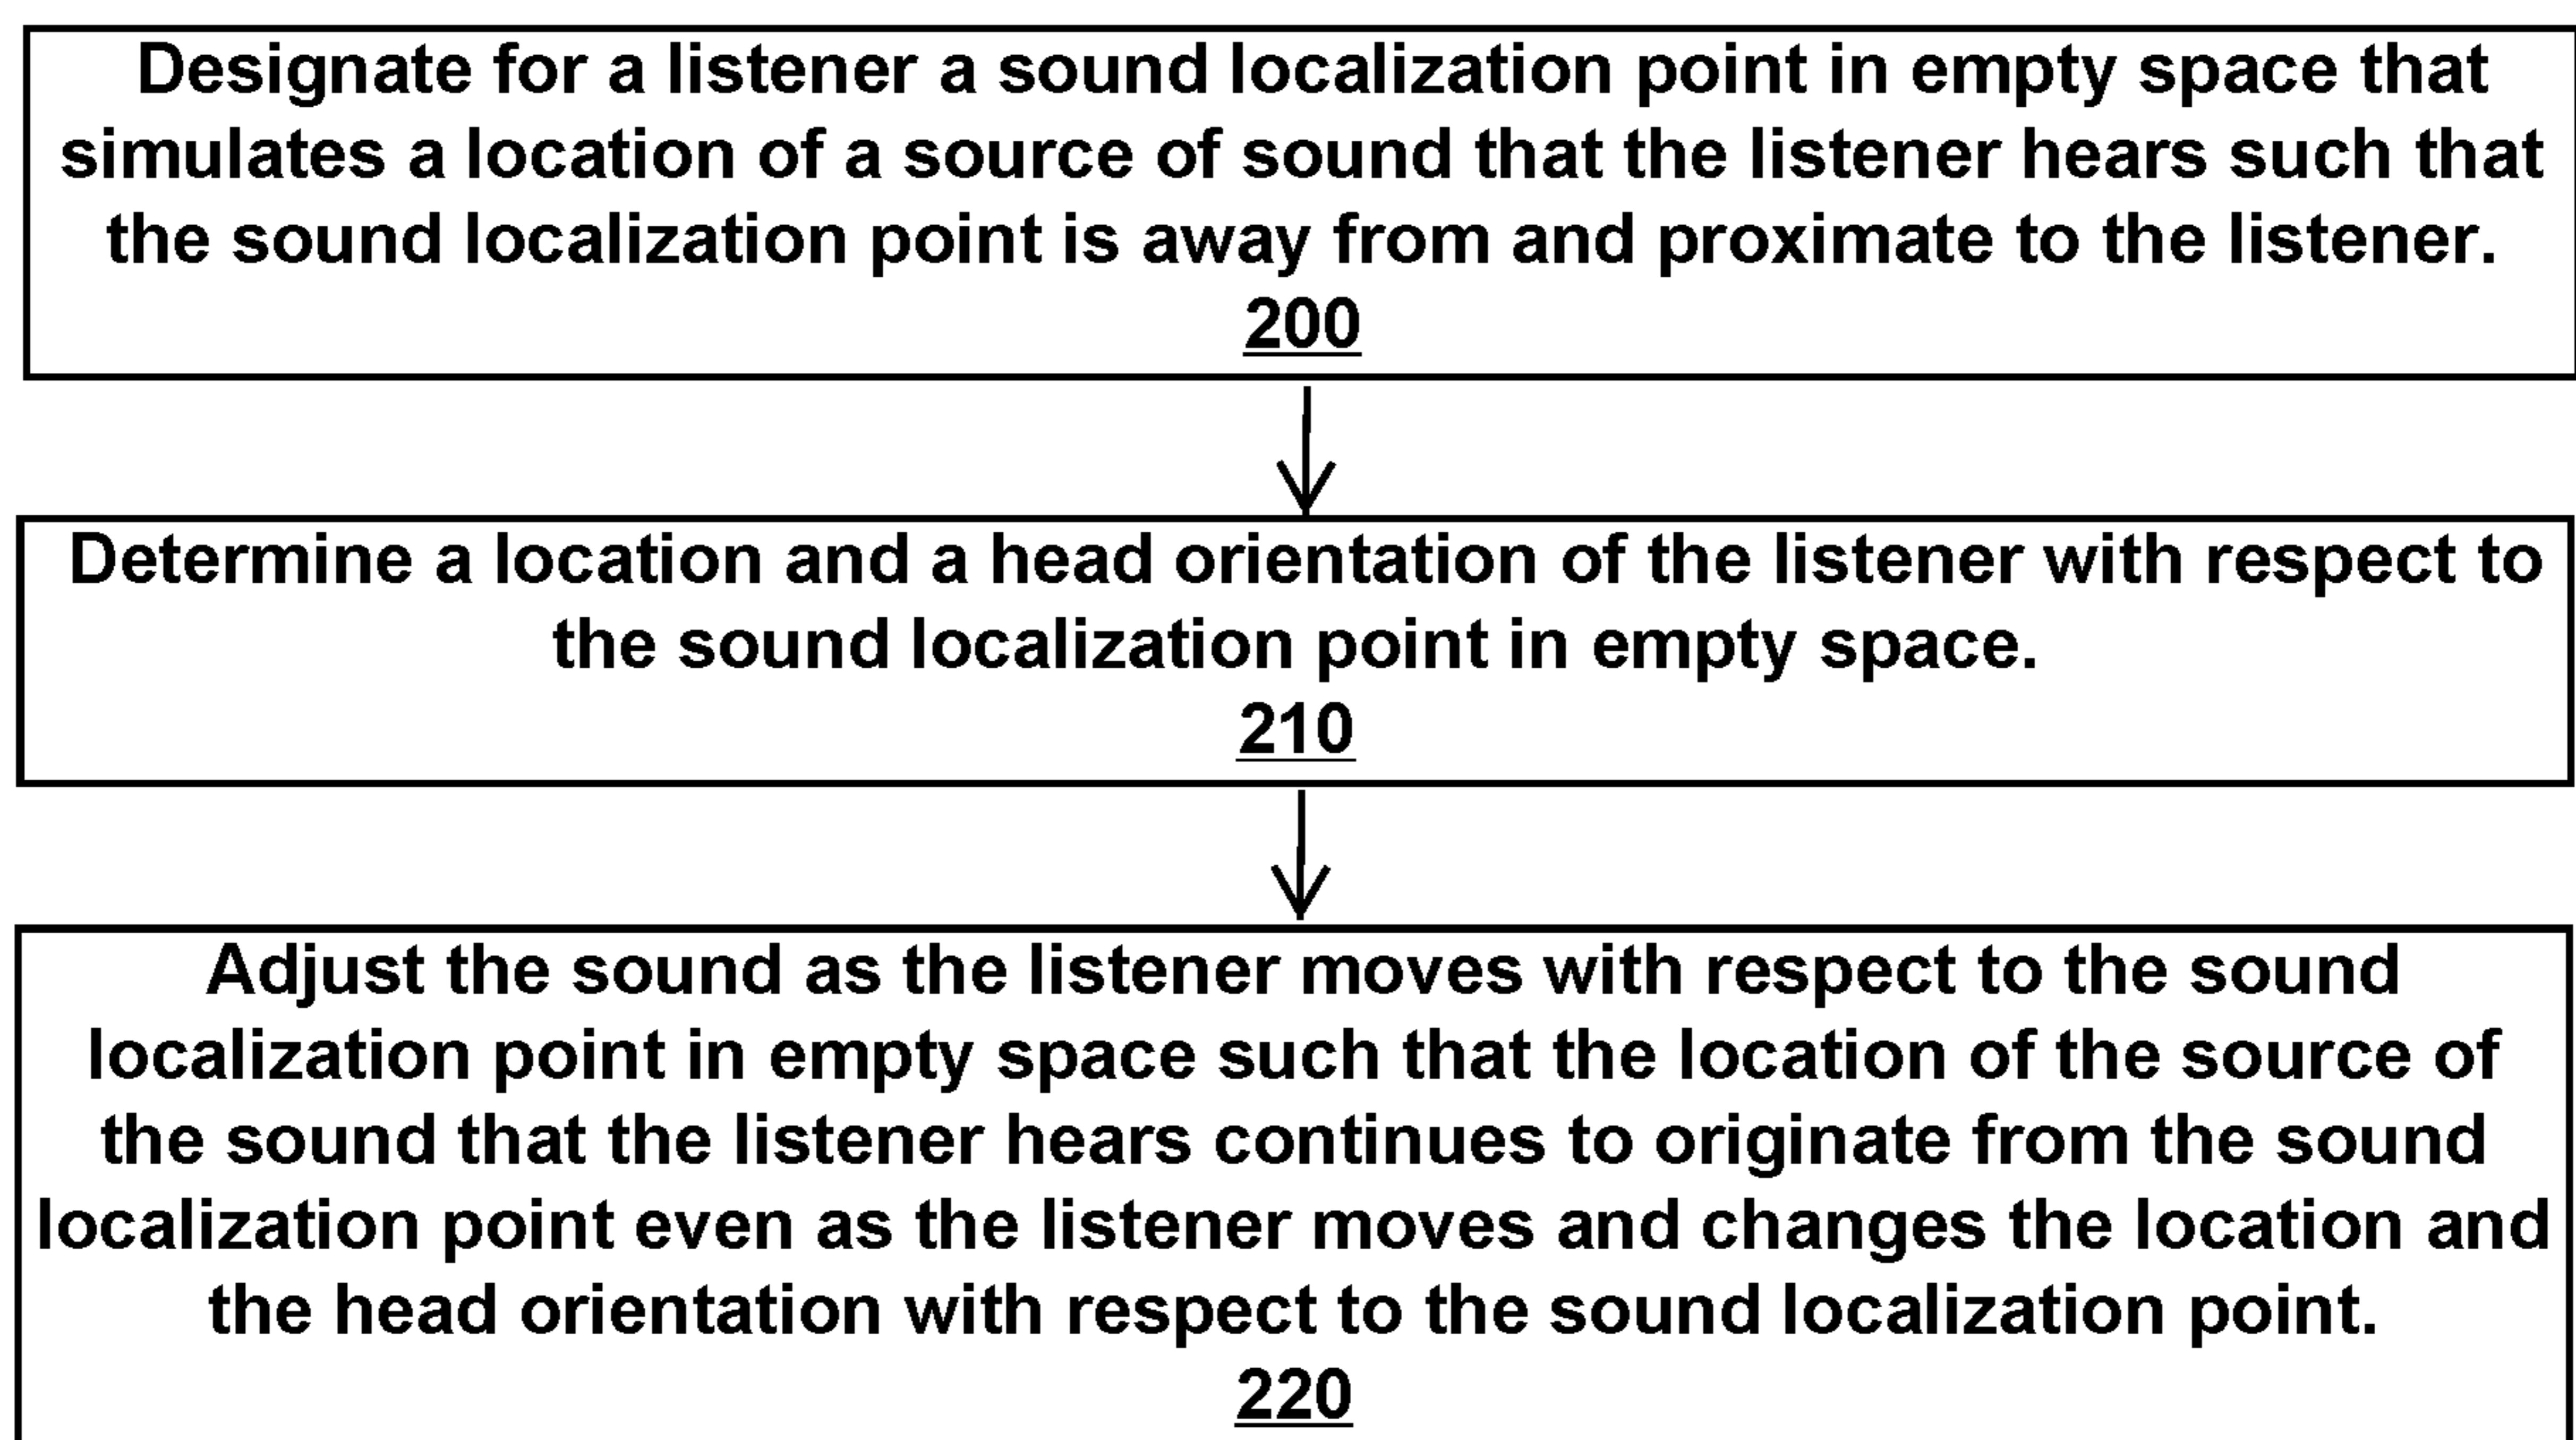 Designate for a listener a sound localization point in empty space that
simulates a location of a source of sound that the listener hears such that
the sound localization point is away from and proximate to the listener.
200
Determine a location and a head orientation of the listener with respect to
the sound localization point in empty space.
210
Adjust the sound as the listener moves with respect to the sound
localization point in empty space such that the location of the source of
the sound that the listener hears continues to originate from the sound
localization point even as the listener moves and changes the location and
the head orientation with respect to the sound localization point.
220